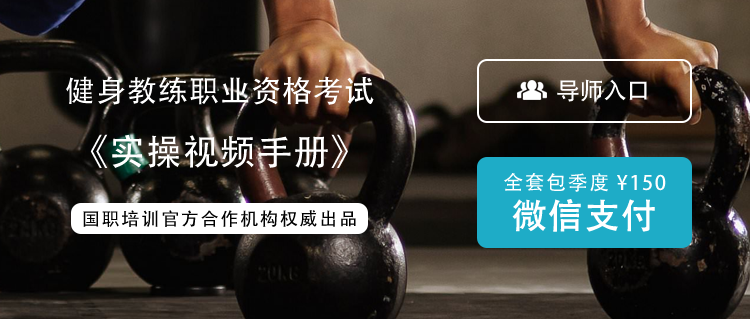 健身教练职业资格考试
《实操视频手册》
国职培训官方合作机构权威出品
导师入口
全套包季度 ¥150
微信支付
20KG